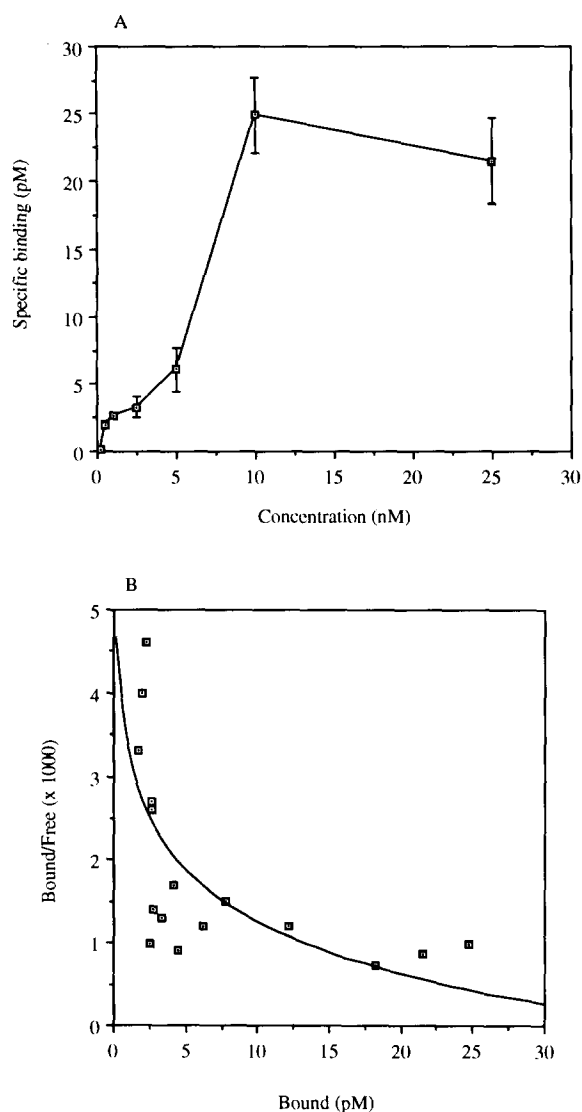 A
30
25
20
15
10
5
0
Specific binding (pM)
0 5 10 15 20 25 30
Concentration (nM)
B
5
4
3
2
1
0
Bound/Free (x 1000)
0 5 10 15 20 25 30
Bound (pM)